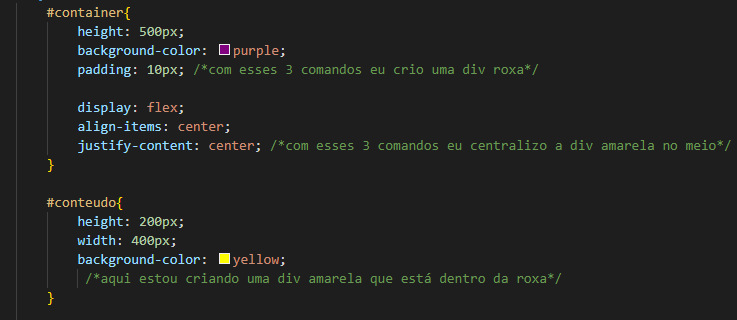 #container{
height: 500px;
background-color: purple;
padding: 10px; /*com esses 3 comandos eu crio uma div roxa*/
display: flex;
align-items: center;
justify-content: center; /*com esses 3 comandos eu centralizo a div amarela no meio*/
}
#conteudo{
height: 200px;
width: 400px;
background-color: yellow;
/*aqui estou criando uma div amarela que está dentro da roxa*/
}